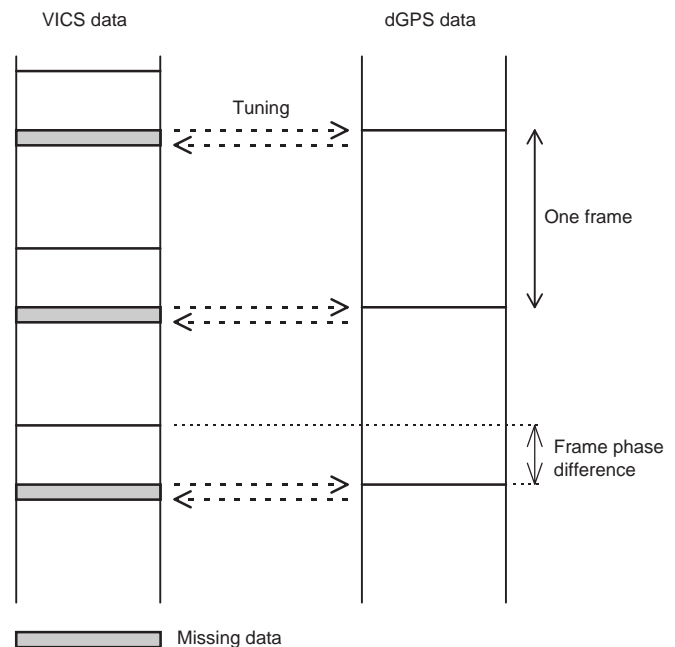 VICS data
dGPS data
Tuning
One frame
Frame phase
difference
Missing data